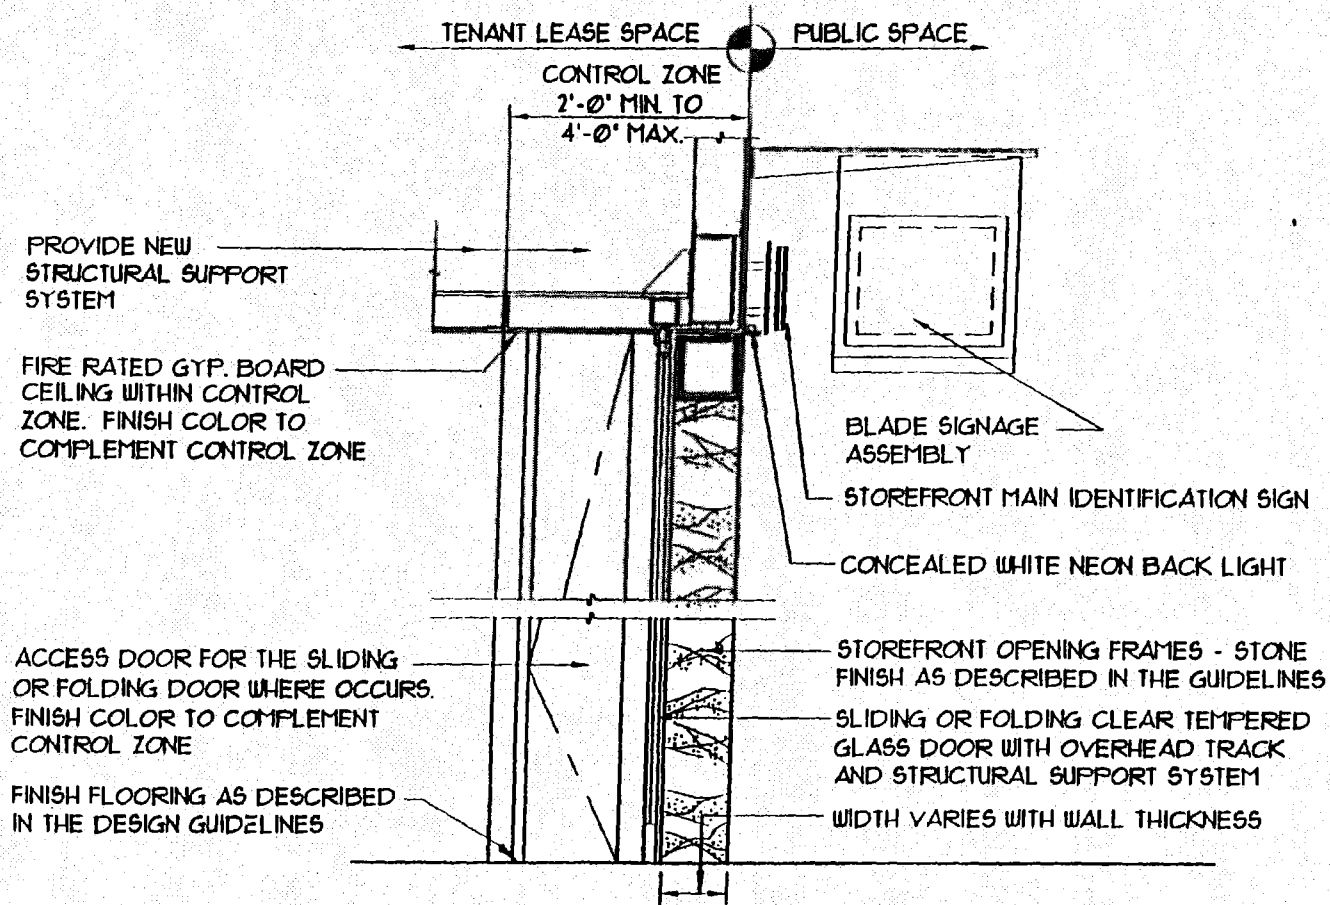 TENANT LEASE SPACE
PUBLIC SPACE
CONTROL ZONE
2'-0" MIN. TO
4'-0" MAX.
PROVIDE NEW
STRUCTURAL SUPPORT
SYSTEM
FIRE RATED GYP. BOARD
CEILING WITHIN CONTROL
ZONE. FINISH COLOR TO
COMPLEMENT CONTROL ZONE
BLADE SIGNAGE
ASSEMBLY
STOREFRONT MAIN IDENTIFICATION SIGN
CONCEALED WHITE NEON BACK LIGHT
ACCESS DOOR FOR THE SLIDING
OR FOLDING DOOR WHERE OCCURS.
FINISH COLOR TO COMPLEMENT
CONTROL ZONE
FINISH FLOORING AS DESCRIBED
IN THE DESIGN GUIDELINES
STOREFRONT OPENING FRAMES - STONE
FINISH AS DESCRIBED IN THE GUIDELINES
SLIDING OR FOLDING CLEAR TEMPERED
GLASS DOOR WITH OVERHEAD TRACK
AND STRUCTURAL SUPPORT SYSTEM
WIDTH VARIES WITH WALL THICKNESS